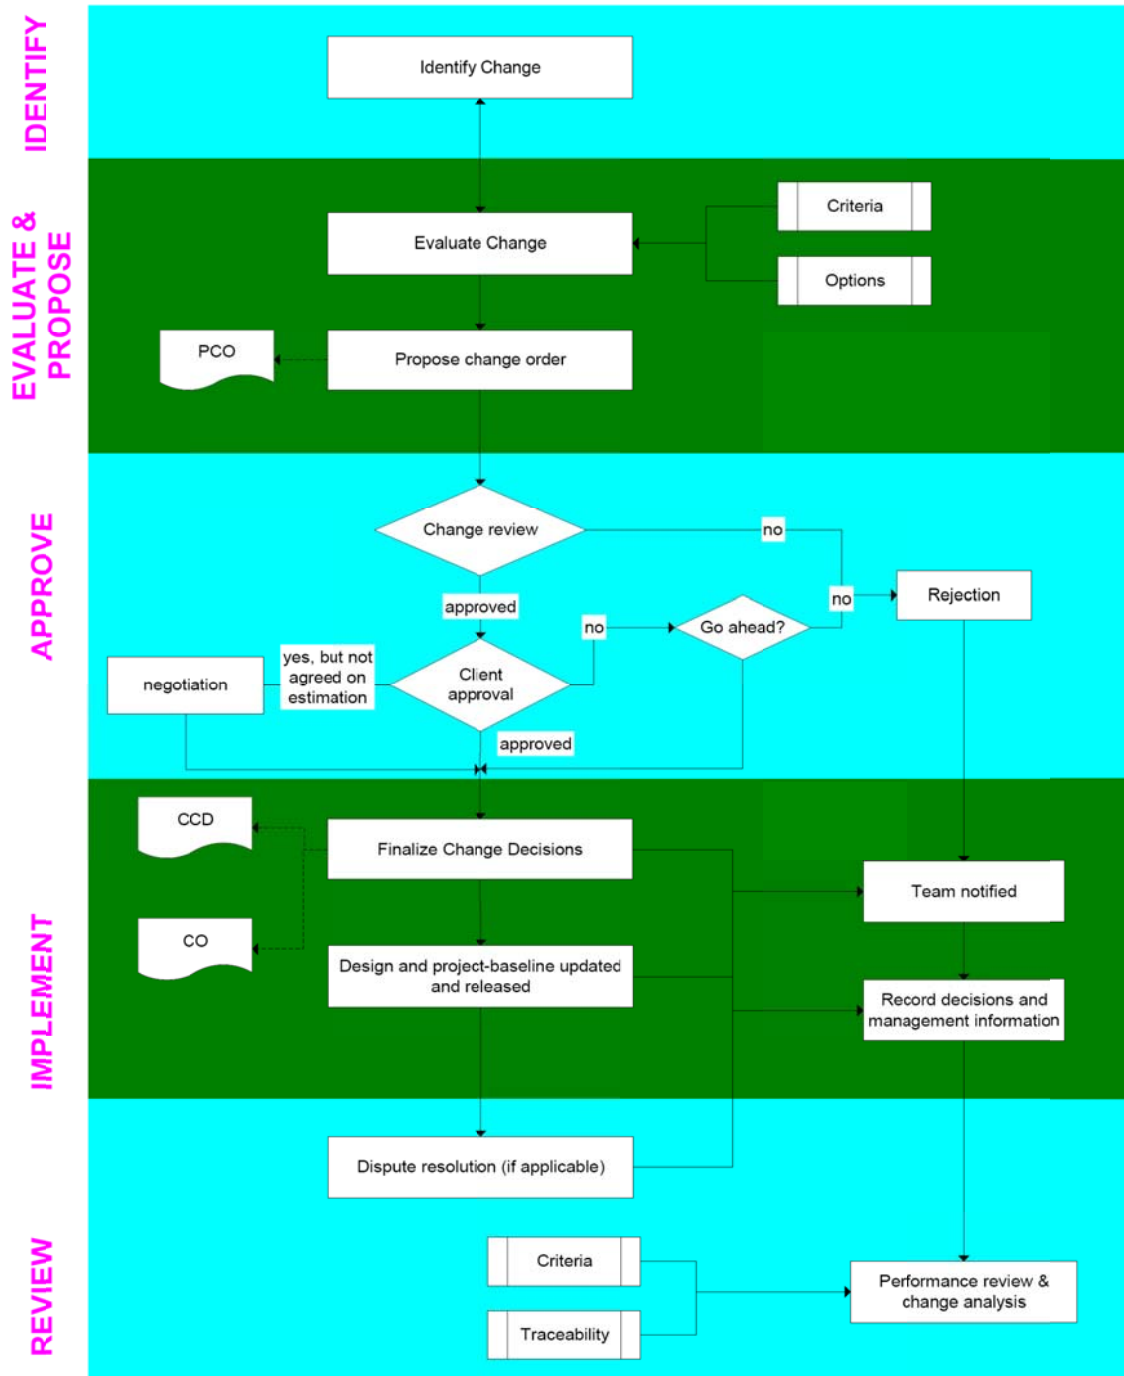 IDENTIFY
Identify Change
EVALUATE &
PROPOSE
Evaluate Change
Criteria
Options
PCO
Propose change order
APPROVE
Change review
no
approved
no
Go ahead?
no
Rejection
negotiation
yes, but not
agreed on
estimation
Client
approval
approved
IMPLEMENT
CCD
Finalize Change Decisions
Team notified
CO
Design and project-baseline updated
and released
Record decisions and
management information
REVIEW
Dispute resolution (if applicable)
Criteria
Traceability
Performance review &
change analysis